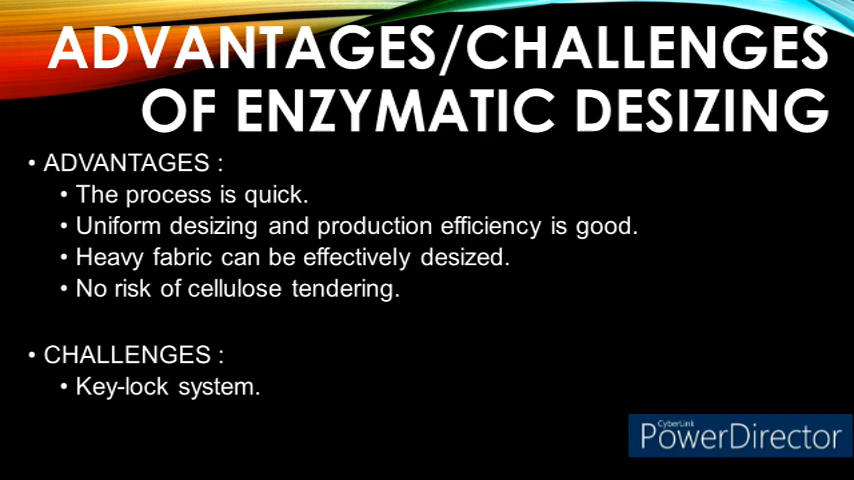 ADVANTAGES/CHALLENGES
OF ENZYMATIC DESIZING
• ADVANTAGES :
• The process is quick.
• Uniform desizing and production efficiency is good.
• Heavy fabric can be effectively desized.
• No risk of cellulose tendering.
• CHALLENGES :
• Key-lock system.
CyberLink
PowerDirector